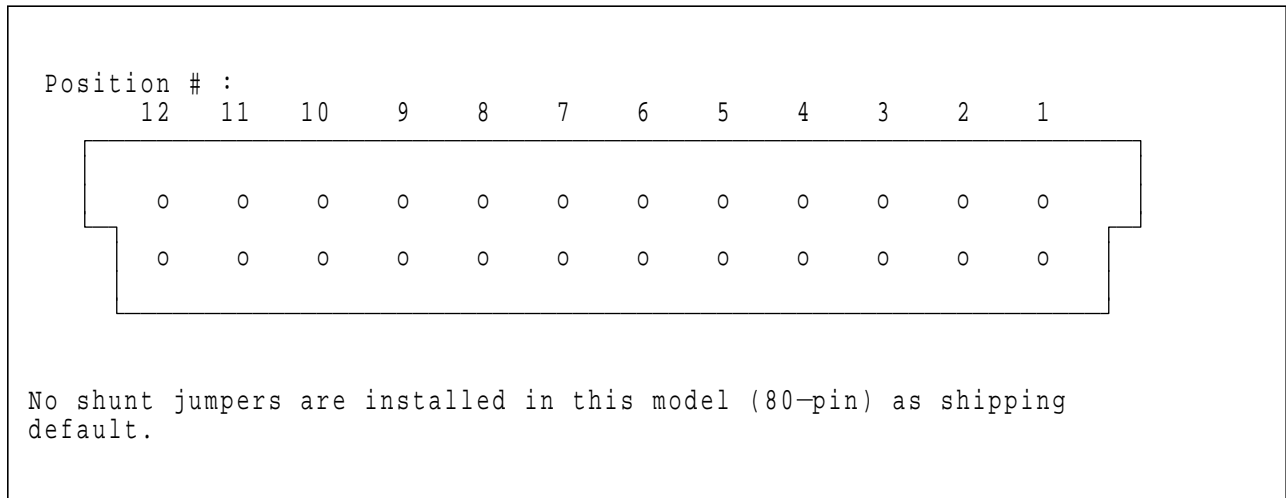 Position # :
12 11 10 9 8 7 6 5 4 3 2 1
o o o o o o o o o o o o
o o o o o o o o o o o o
No shunt jumpers are installed in this model (80-pin) as shipping
default.